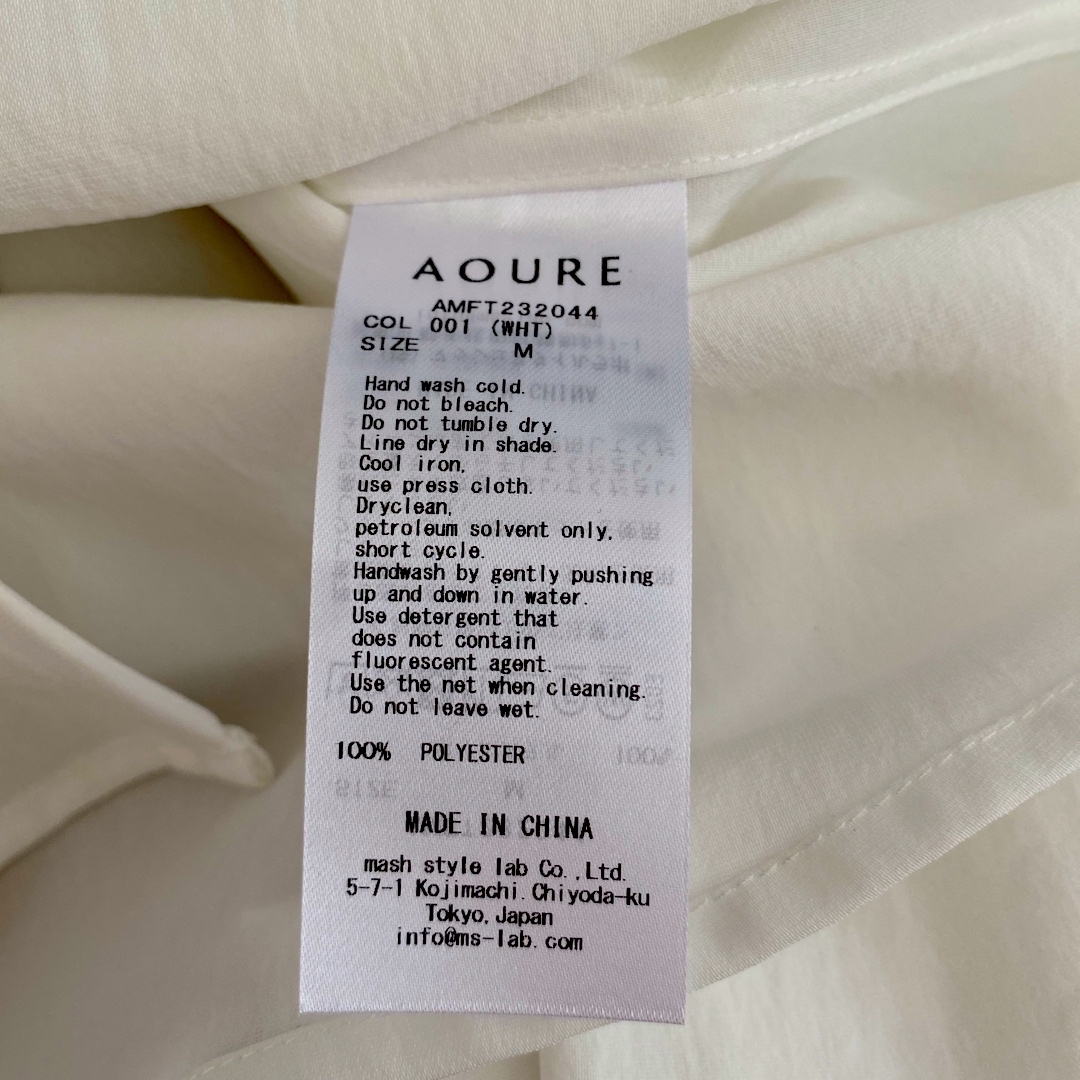 AOURE
AMFT232044
COL 001 (WHT)
SIZE M
Hand wash cold.
Do not bleach.
Do not tumble dry.
Line dry in shade.
Cool iron,
use press cloth.
Dryclean,
petroleum solvent only,
short cycle.
Handwash by gently pushing
up and down in water.
Use detergent that
does not contain
fluorescent agent.
Use the net when cleaning.
Do not leave wet.
100% POLYESTER
MADE IN CHINA
mash style lab Co.,Ltd.
5-7-1 Kojimachi.Chiyoda-ku
Tokyo,Japan
info@ms-lab.com